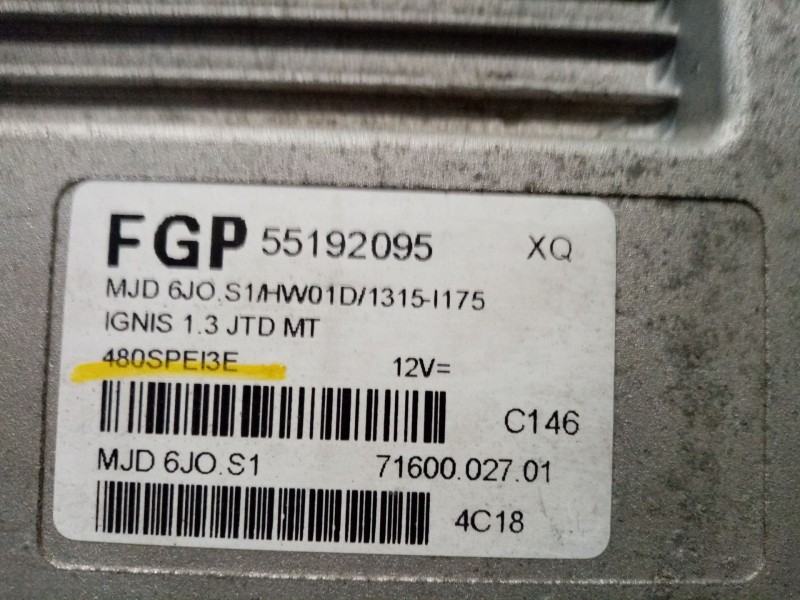 FGP 55192095 XQ
MJD 6JO.S1/HW01D/1315-I175
IGNIS 1.3 JTD MT
480SPEI3E 12V=
C146
MJD 6JO.S1 71600.027.01
4C18